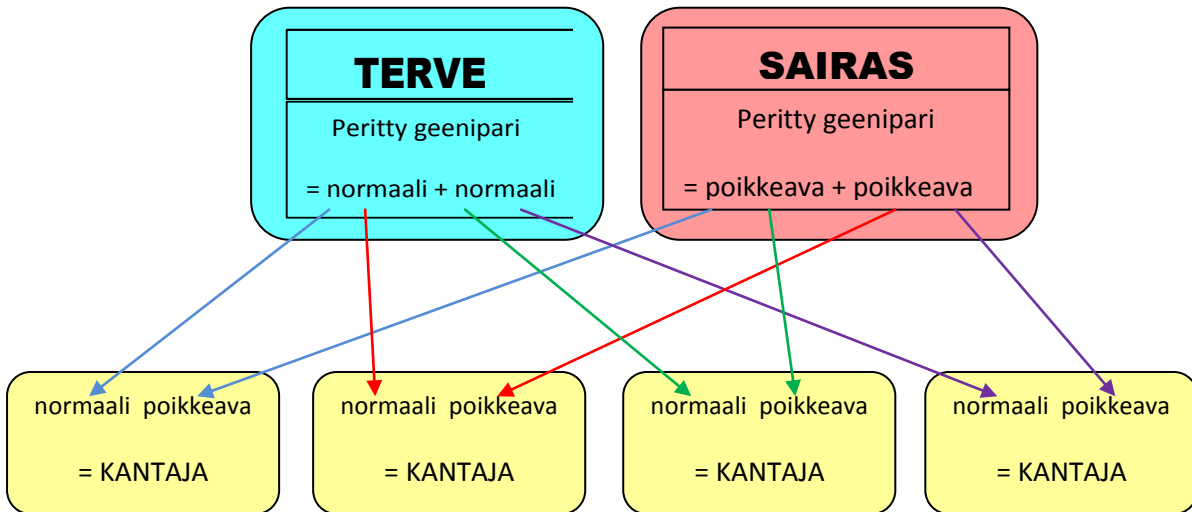 TERVE
Peritty geenipari
= normaali + normaali
SAIRAS
Peritty geenipari
= poikkeava + poikkeava
normaali poikkeava
= KANTAJA
normaali poikkeava
= KANTAJA
normaali poikkeava
= KANTAJA
normaali poikkeava
= KANTAJA